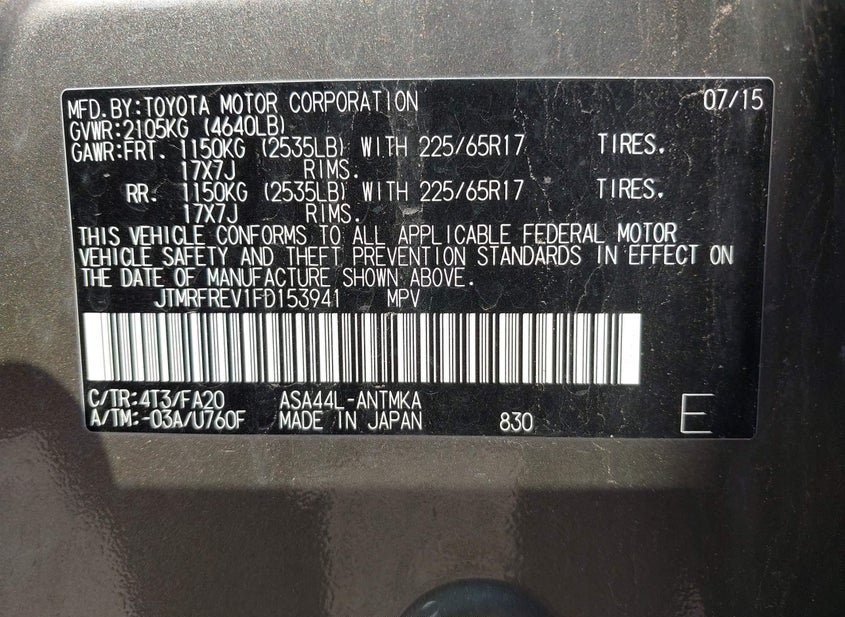 MFD.BY:TOYOTA MOTOR CORPORATION 07/15
GVWR:2105KG (4640LB)
GAWR:FRT. 1150KG (2535LB) WITH 225/65R17 TIRES.
17X7J RIMS.
RR. 1150KG (2535LB) WITH 225/65R17 TIRES.
17X7J RIMS.
THIS VEHICLE CONFORMS TO ALL APPLICABLE FEDERAL MOTOR
VEHICLE SAFETY AND THEFT PREVENTION STANDARDS IN EFFECT ON
THE DATE OF MANUFACTURE SHOWN ABOVE.
JTMRFREV1FD153941 MPV
C/TR:4T3/FA20 ASA44L-ANTMKA
A/TM:-03A/U760F MADE IN JAPAN 830 E